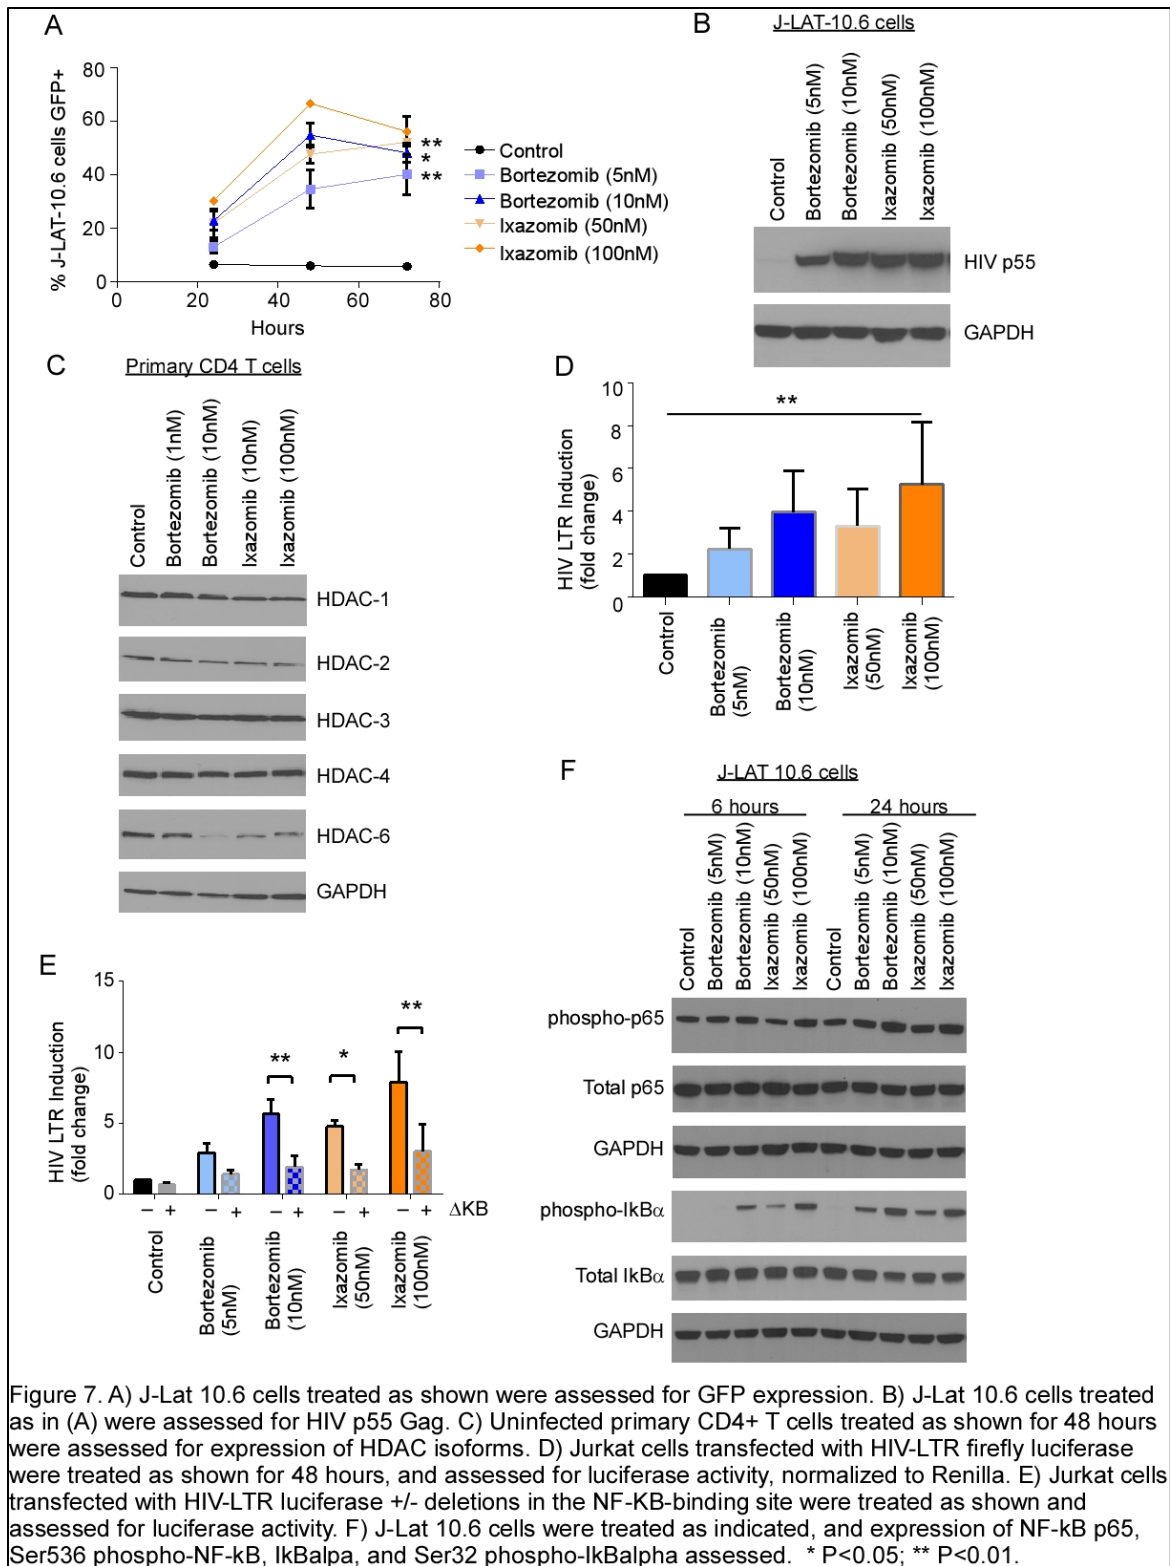 A
% J-LAT-10.6 cells GFP+
80
60
40
20
0
0 20 40 60 80
Hours
**
*
**
Control
Bortezomib (5nM)
Bortezomib (10nM)
Ixazomib (50nM)
Ixazomib (100nM)
B
J-LAT-10.6 cells
Control
Bortezomib (5nM)
Bortezomib (10nM)
Ixazomib (50nM)
Ixazomib (100nM)
HIV p55
GAPDH
C
Primary CD4 T cells
Control
Bortezomib (1nM)
Bortezomib (10nM)
Ixazomib (10nM)
Ixazomib (100nM)
HDAC-1
HDAC-2
HDAC-3
HDAC-4
HDAC-6
GAPDH
D
HIV LTR Induction
(fold change)
10
8
6
4
2
0
**
Control
Bortezomib
(5nM)
Bortezomib
(10nM)
Ixazomib
(50nM)
Ixazomib
(100nM)
E
HIV LTR Induction
(fold change)
15
10
5
0
**
*
**
– + – + – + – + – + ΔKB
Control
Bortezomib
(5nM)
Bortezomib
(10nM)
Ixazomib
(50nM)
Ixazomib
(100nM)
F
J-LAT 10.6 cells
6 hours 24 hours
Control
Bortezomib (5nM)
Bortezomib (10nM)
Ixazomib (50nM)
Ixazomib (100nM)
Control
Bortezomib (5nM)
Bortezomib (10nM)
Ixazomib (50nM)
Ixazomib (100nM)
phospho-p65
Total p65
GAPDH
phospho-IkBα
Total IkBα
GAPDH
Figure 7. A) J-Lat 10.6 cells treated as shown were assessed for GFP expression. B) J-Lat 10.6 cells treated
as in (A) were assessed for HIV p55 Gag. C) Uninfected primary CD4+ T cells treated as shown for 48 hours
were assessed for expression of HDAC isoforms. D) Jurkat cells transfected with HIV-LTR firefly luciferase
were treated as shown for 48 hours, and assessed for luciferase activity, normalized to Renilla. E) Jurkat cells
transfected with HIV-LTR luciferase +/- deletions in the NF-KB-binding site were treated as shown and
assessed for luciferase activity. F) J-Lat 10.6 cells were treated as indicated, and expression of NF-kB p65,
Ser536 phospho-NF-kB, IkBalpa, and Ser32 phospho-IkBalpha assessed. * P<0.05; ** P<0.01.